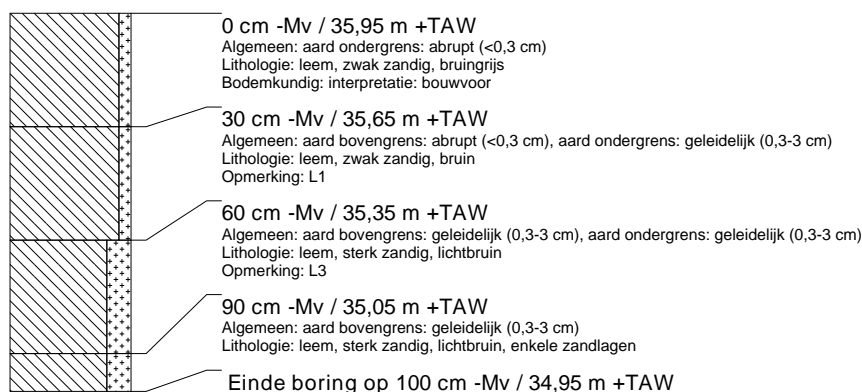 0 cm -Mv / 35,95 m +TAW
Algemeen: aard ondergrens: abrupt (<0,3 cm)
Lithologie: leem, zwak zandig, bruingrijs
Bodemkundig: interpretatie: bouwvoor
30 cm -Mv / 35,65 m +TAW
Algemeen: aard bovengrens: abrupt (<0,3 cm), aard ondergrens: geleidelijk (0,3-3 cm)
Lithologie: leem, zwak zandig, bruin
Opmerking: L1
60 cm -Mv / 35,35 m +TAW
Algemeen: aard bovengrens: geleidelijk (0,3-3 cm), aard ondergrens: geleidelijk (0,3-3 cm)
Lithologie: leem, sterk zandig, lichtbruin
Opmerking: L3
90 cm -Mv / 35,05 m +TAW
Algemeen: aard bovengrens: geleidelijk (0,3-3 cm)
Lithologie: leem, sterk zandig, lichtbruin, enkele zandlagen
Einde boring op 100 cm -Mv / 34,95 m +TAW